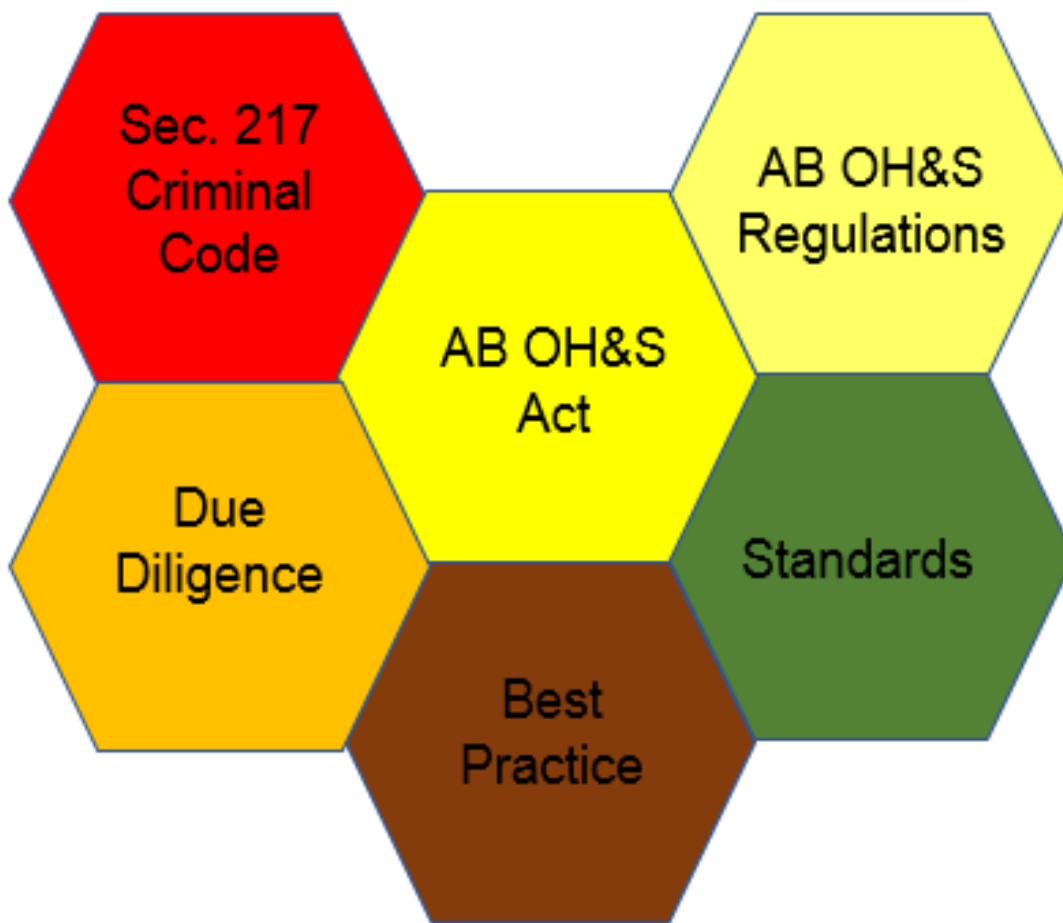 Sec. 217
Criminal
Code
AB OH&S
Regulations
AB OH&S
Act
Due
Diligence
Standards
Best
Practice